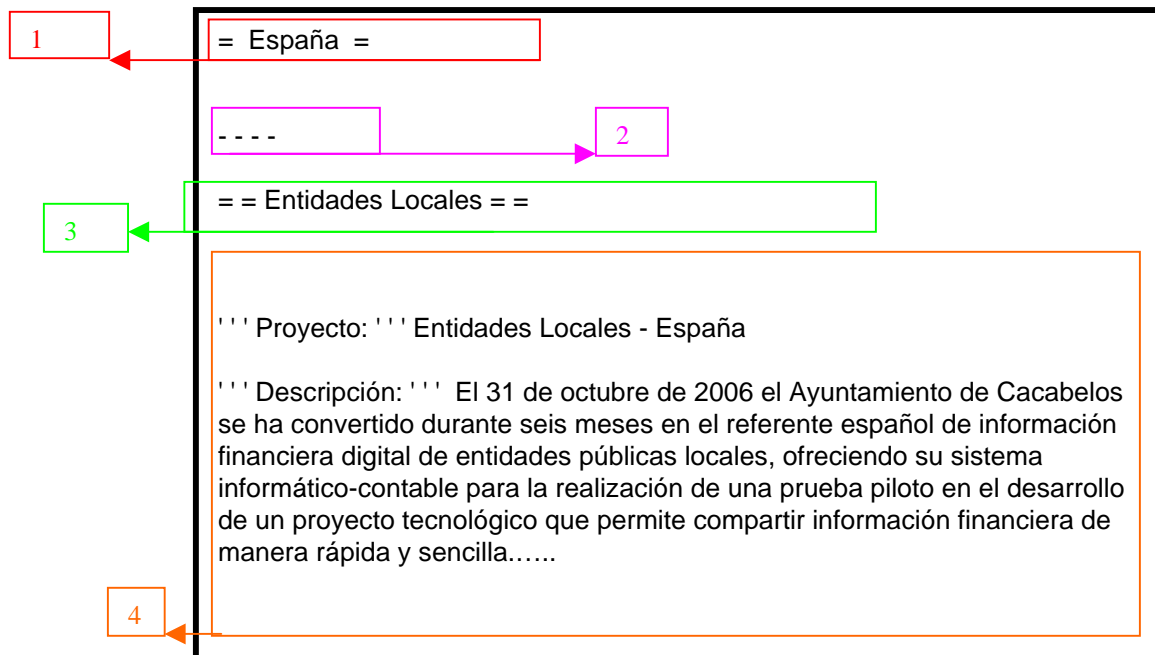 1
= España =
- - - -
2
= = Entidades Locales = =
3
' ' ' Proyecto: ' ' ' Entidades Locales - España
' ' ' Descripción: ' ' ' El 31 de octubre de 2006 el Ayuntamiento de Cacabelos
se ha convertido durante seis meses en el referente español de información
financiera digital de entidades públicas locales, ofreciendo su sistema
informático-contable para la realización de una prueba piloto en el desarrollo
de un proyecto tecnológico que permite compartir información financiera de
manera rápida y sencilla......
4